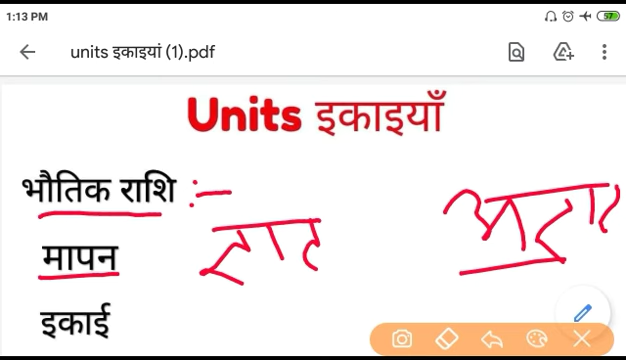 1:13 PM
57
units इकाइयां (1).pdf
Units इकाइयाँ
भौतिक राशि :-
मापन
इकाई